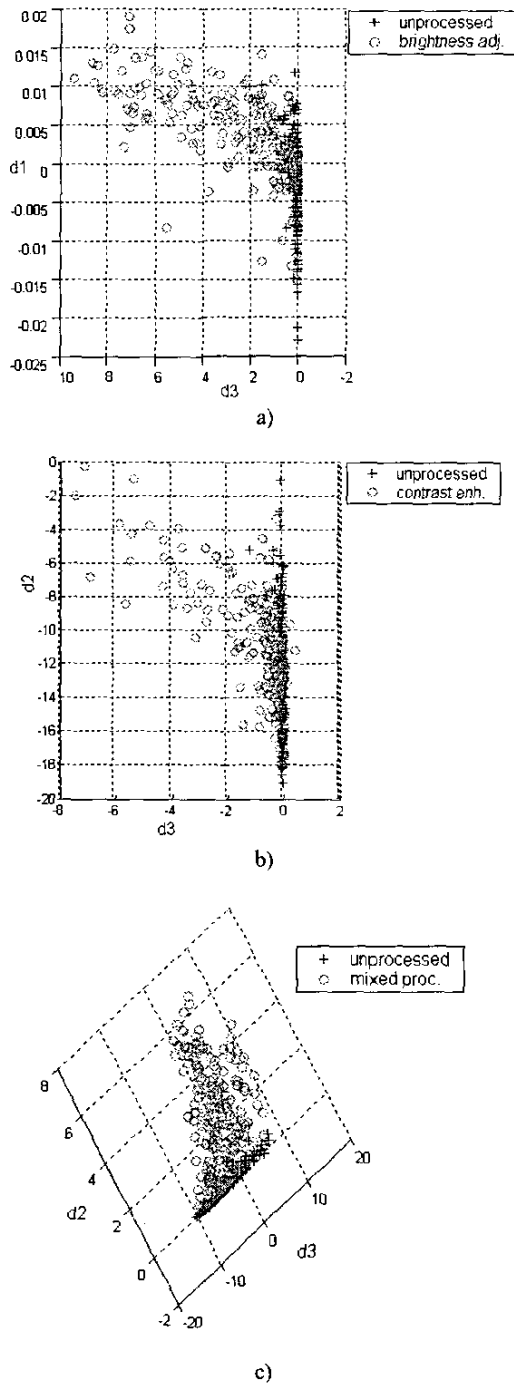 0.02
+ unprocessed
0.015
o brightness adj.
0.01
0.005
d1 0
-0.005
-0.01
-0.015
-0.02
-0.025
10 8 6 4 2 0 -2
d3
a)
0
+ unprocessed
-2
o contrast enh.
-4
-6
d2
-8
-10
-12
-14
-16
-18
-20
-8 -6 -4 -2 0 2
d3
b)
+ unprocessed
o mixed proc.
8
6
4
d2 2
0
-2
-20
-10
0
10
20
d3
c)